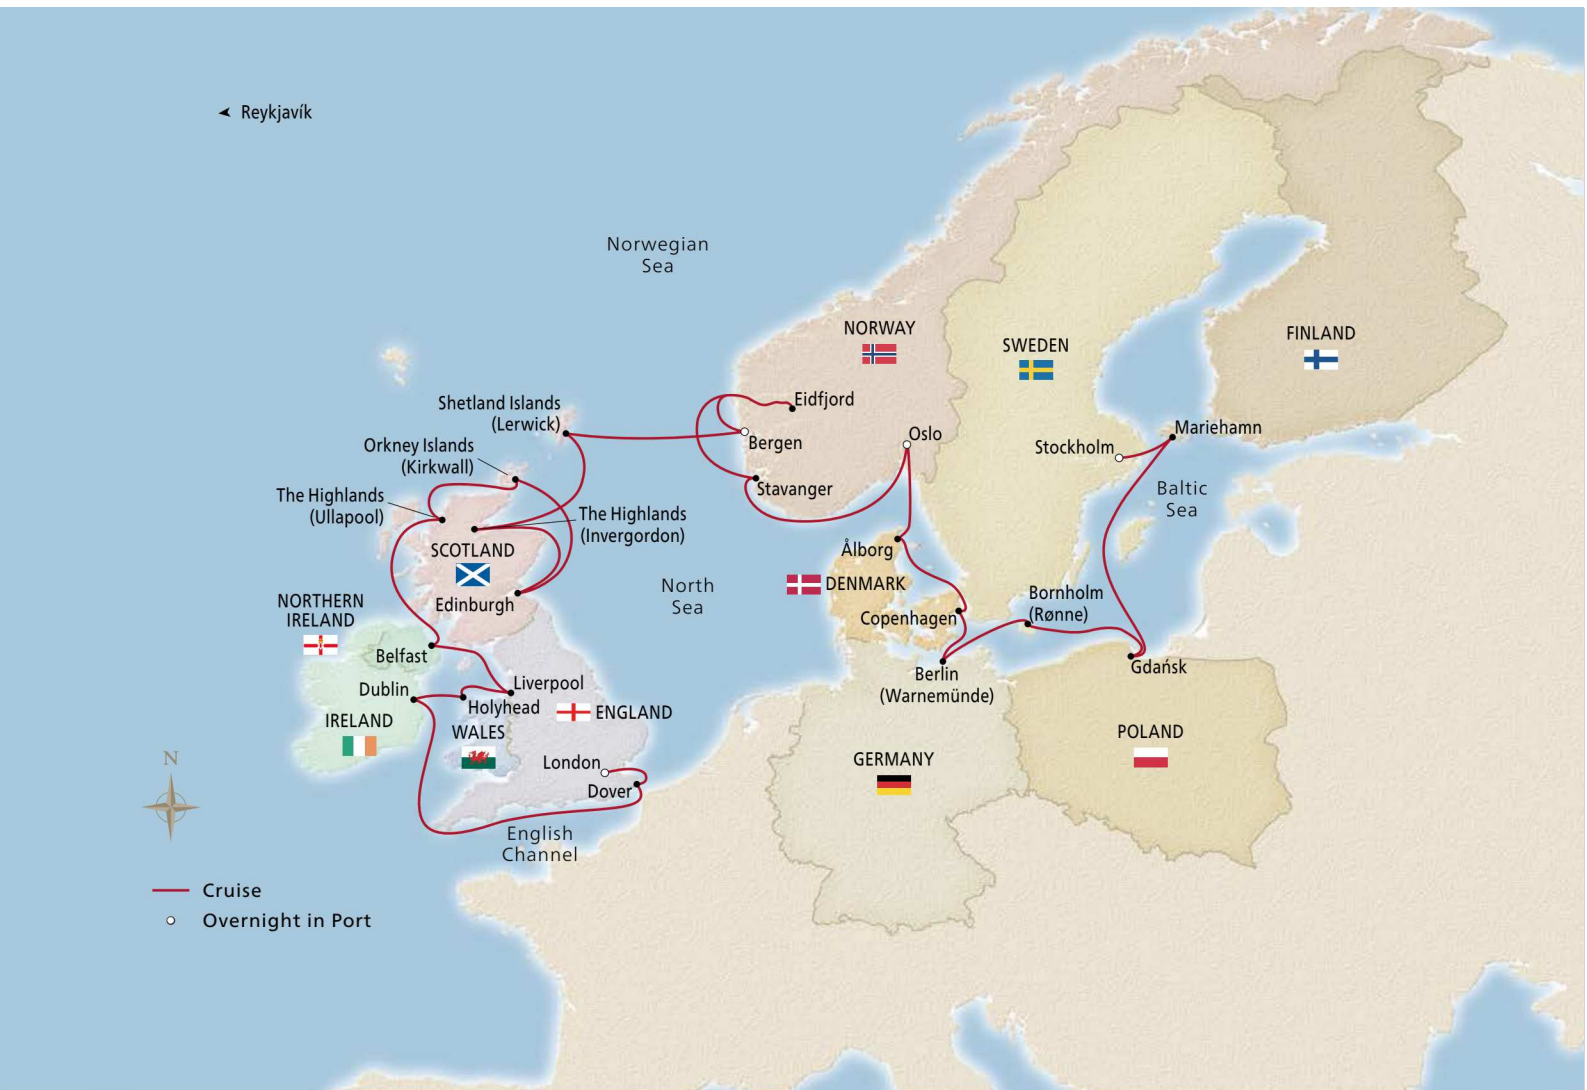 Reykjavík
Norwegian
Sea
NORWAY
SWEDEN
FINLAND
Shetland Islands
(Lerwick)
Eidfjord
Bergen
Oslo
Mariehamn
Stockholm
Orkney Islands
(Kirkwall)
Stavanger
Baltic
Sea
The Highlands
(Ullapool)
The Highlands
(Invergordon)
SCOTLAND
Ålborg
North
Sea
DENMARK
Edinburgh
NORTHERN
IRELAND
Copenhagen
Bornholm
(Rønne)
Belfast
Berlin
(Warnemünde)
Gdańsk
Dublin
Liverpool
Holyhead
IRELAND
WALES
ENGLAND
POLAND
N
London
GERMANY
Dover
English
Channel
Cruise
Overnight in Port